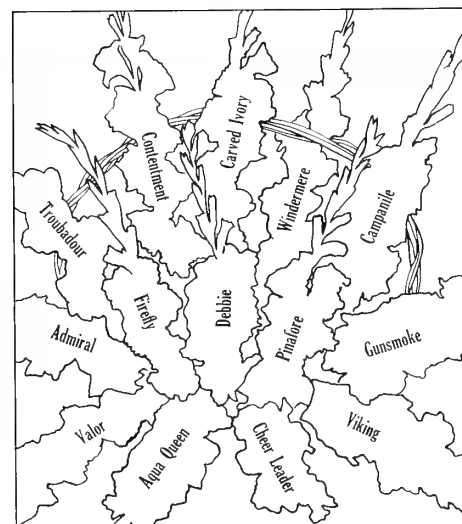 Contentment
Carved Ivory
Windermere
Campanile
Troubadour
Firefly
Debbie
Pinafore
Admiral
Gunsmoke
Valor
Aqua Queen
Cheer Leader
Viking